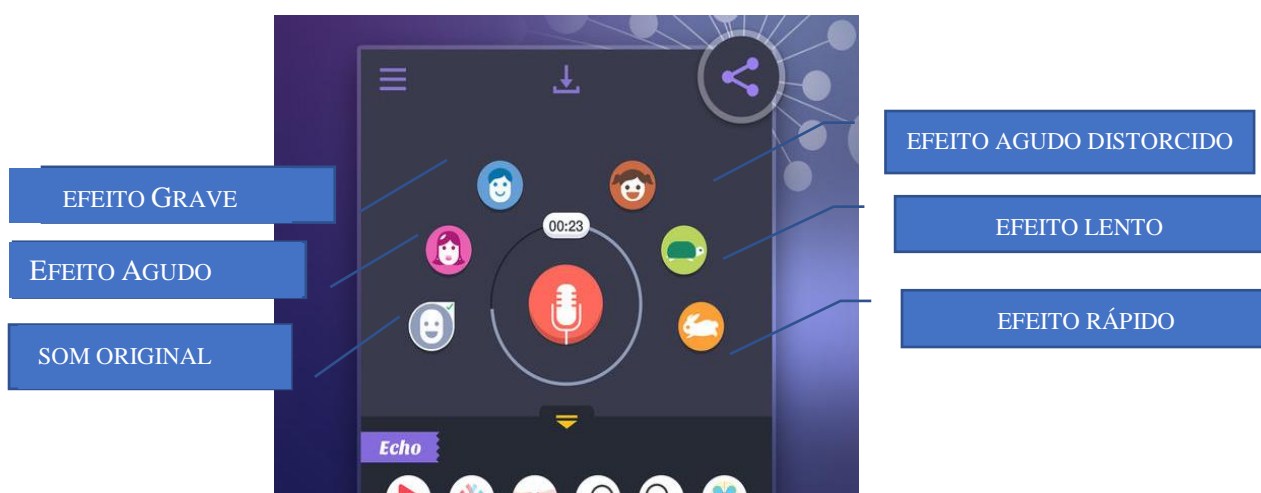 EFEITO AGUDO DISTORCIDO
EFEITO GRAVE
00:23
EFEITO LENTO
EFEITO AGUDO
EFEITO RÁPIDO
SOM ORIGINAL
Echo